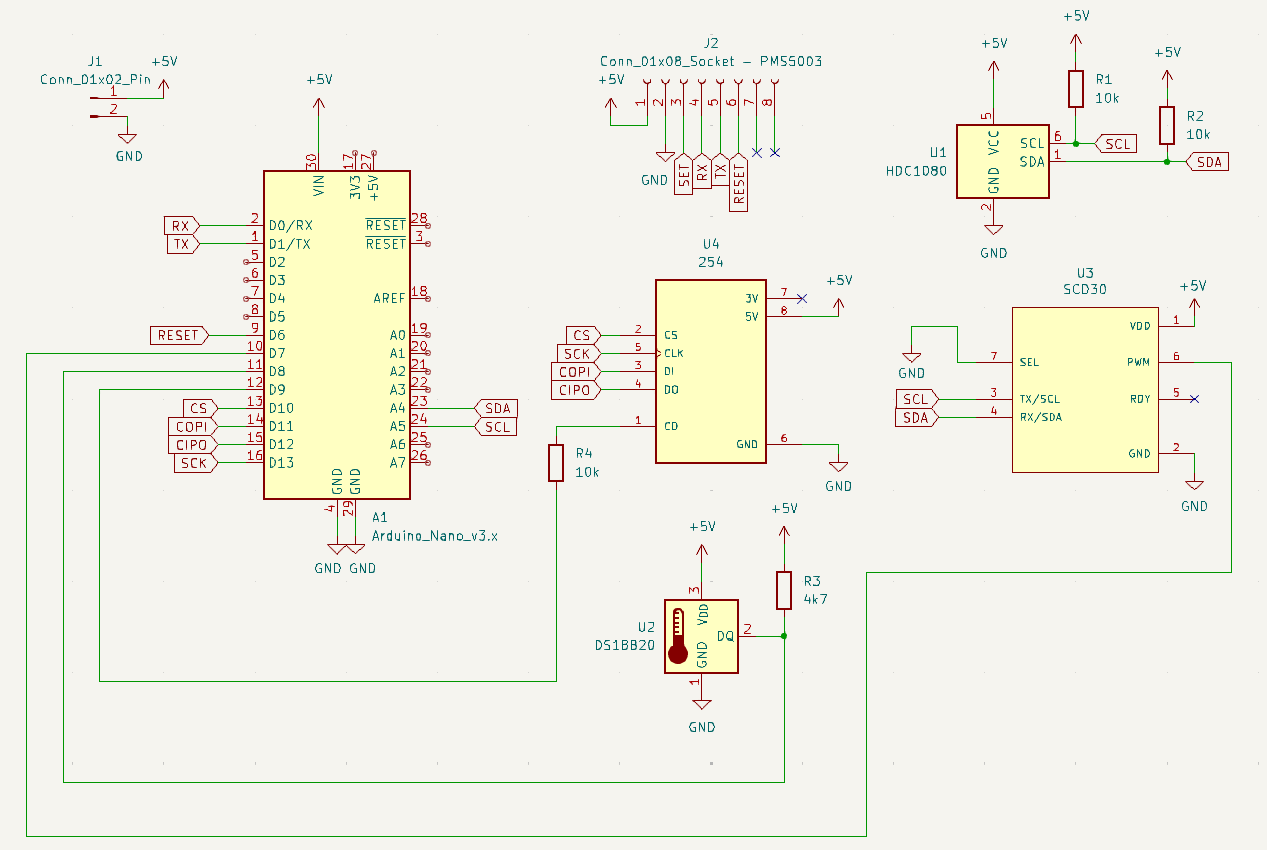 J1
Conn_01x02_Pin
+5V
1
2
GND
+5V
30
17
27
VIN
3V3
+5V
RX
2
D0/RX
TX
1
D1/TX
5
D2
6
D3
7
D4
8
D5
RESET
9
D6
10
D7
11
D8
12
D9
CS
13
D10
COPI
14
D11
CIPO
15
D12
SCK
16
D13
RESET
28
RESET
3
AREF
18
A0
19
A1
20
A2
21
A3
22
A4
23
SDA
A5
24
SCL
A6
25
A7
26
GND
GND
4
29
GND
GND
A1
Arduino_Nano_v3.x
J2
Conn_01x08_Socket - PMS5003
+5V
1
2
3
4
5
6
7
8
GND
SET
RX
TX
RESET
+5V
+5V
+5V
R1
10k
R2
10k
U1
HDC1080
5
VCC
SCL
6
SCL
SDA
1
SDA
GND
2
GND
U4
254
3V
7
5V
8
+5V
CS
2
CS
SCK
5
CLK
COPI
3
DI
CIPO
4
DO
1
CD
GND
6
GND
R4
10k
U3
SCD30
+5V
VDD
1
GND
7
SEL
PWM
6
SCL
3
TX/SCL
RDY
5
SDA
4
RX/SDA
GND
2
GND
+5V
+5V
R3
4k7
U2
DS18B20
3
VDD
DQ
2
GND
1
GND